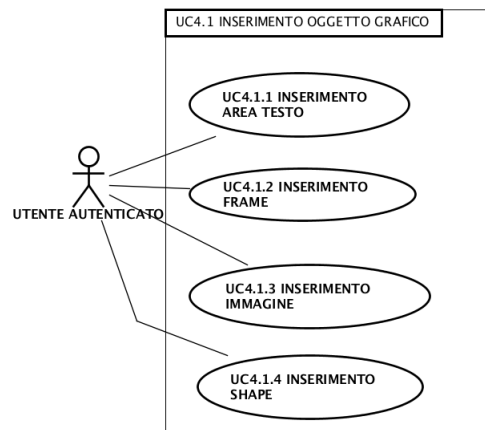 UC4.1 INSERIMENTO OGGETTO GRAFICO
UC4.1.1 INSERIMENTO
AREA TESTO
UTENTE AUTENTICATO
UC4.1.2 INSERIMENTO
FRAME
UC4.1.3 INSERIMENTO
IMMAGINE
UC4.1.4 INSERIMENTO
SHAPE